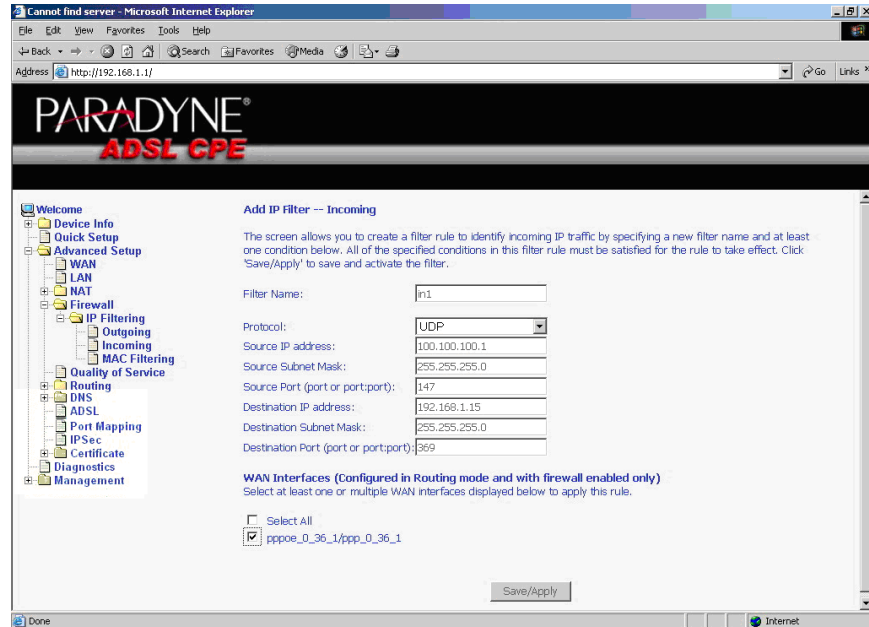 Cannot find server - Microsoft Internet Explorer
File Edit View Favorites Tools Help
Back Search Favorites Media
Address http://192.168.1.1/ Go Links »
PARADYNE®
ADSL CPE
Welcome
Device Info
Quick Setup
Advanced Setup
WAN
LAN
NAT
Firewall
IP Filtering
Outgoing
Incoming
MAC Filtering
Quality of Service
Routing
DNS
ADSL
Port Mapping
IPSec
Certificate
Diagnostics
Management
Add IP Filter -- Incoming
The screen allows you to create a filter rule to identify incoming IP traffic by specifying a new filter name and at least
one condition below. All of the specified conditions in this filter rule must be satisfied for the rule to take effect. Click
'Save/Apply' to save and activate the filter.
Filter Name: in1
Protocol: UDP
Source IP address: 100.100.100.1
Source Subnet Mask: 255.255.255.0
Source Port (port or port:port): 147
Destination IP address: 192.168.1.15
Destination Subnet Mask: 255.255.255.0
Destination Port (port or port:port): 369
WAN Interfaces (Configured in Routing mode and with firewall enabled only)
Select at least one or multiple WAN interfaces displayed below to apply this rule.
Select All
pppoe_0_36_1/ppp_0_36_1
Save/Apply
Done Internet